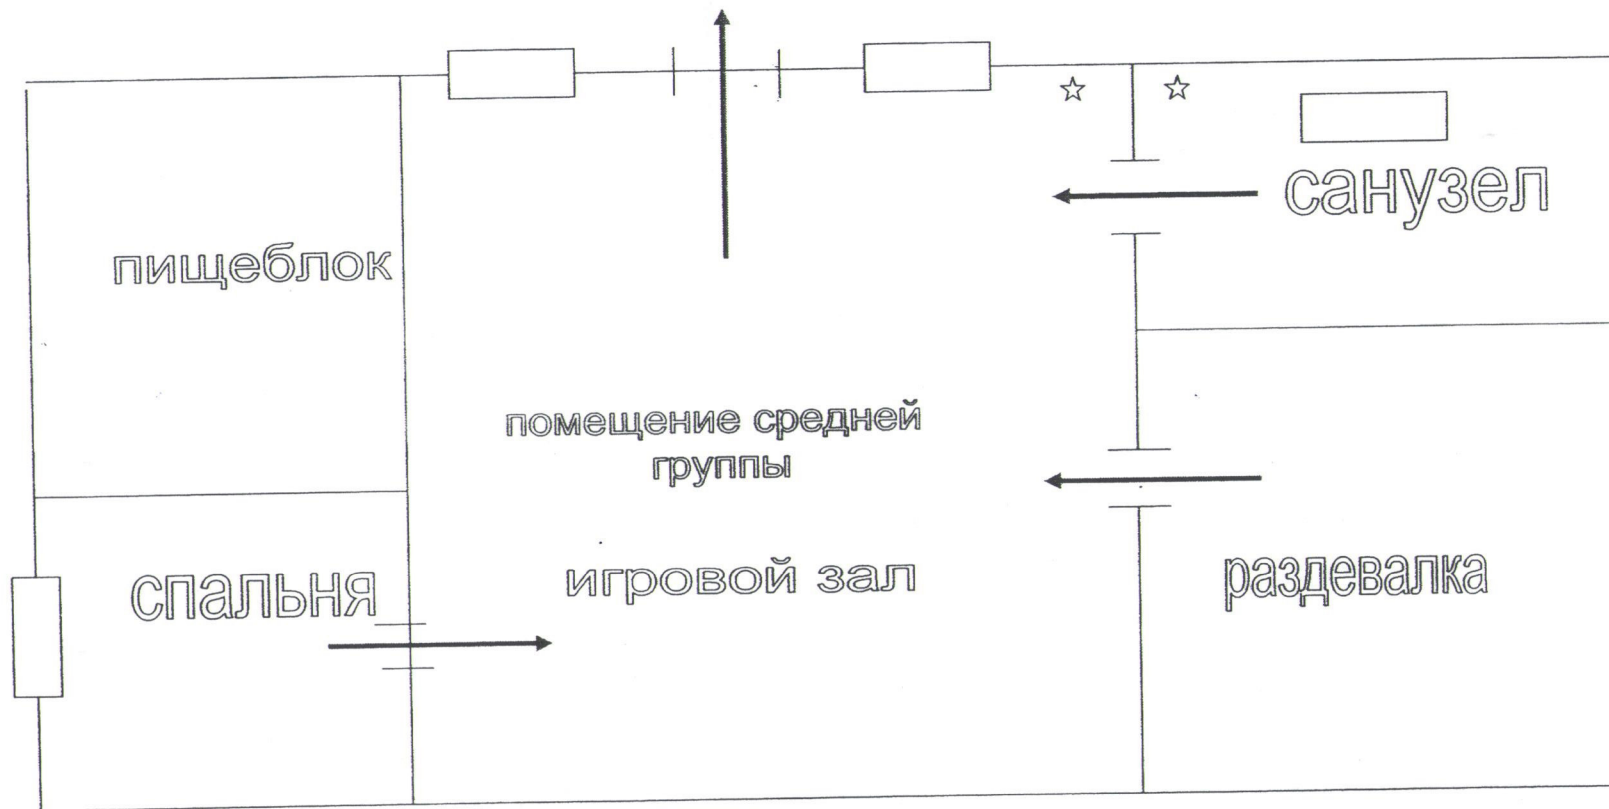 санузел
пищеблок
помещение средней
группы
спальня
игровой зал
раздевалка